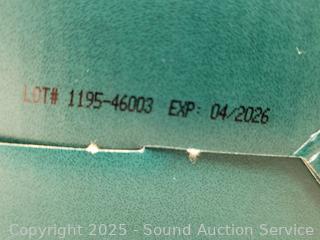 LOT# 1195-46003 EXP: 04/2026
Copyright 2025 - Sound Auction Service